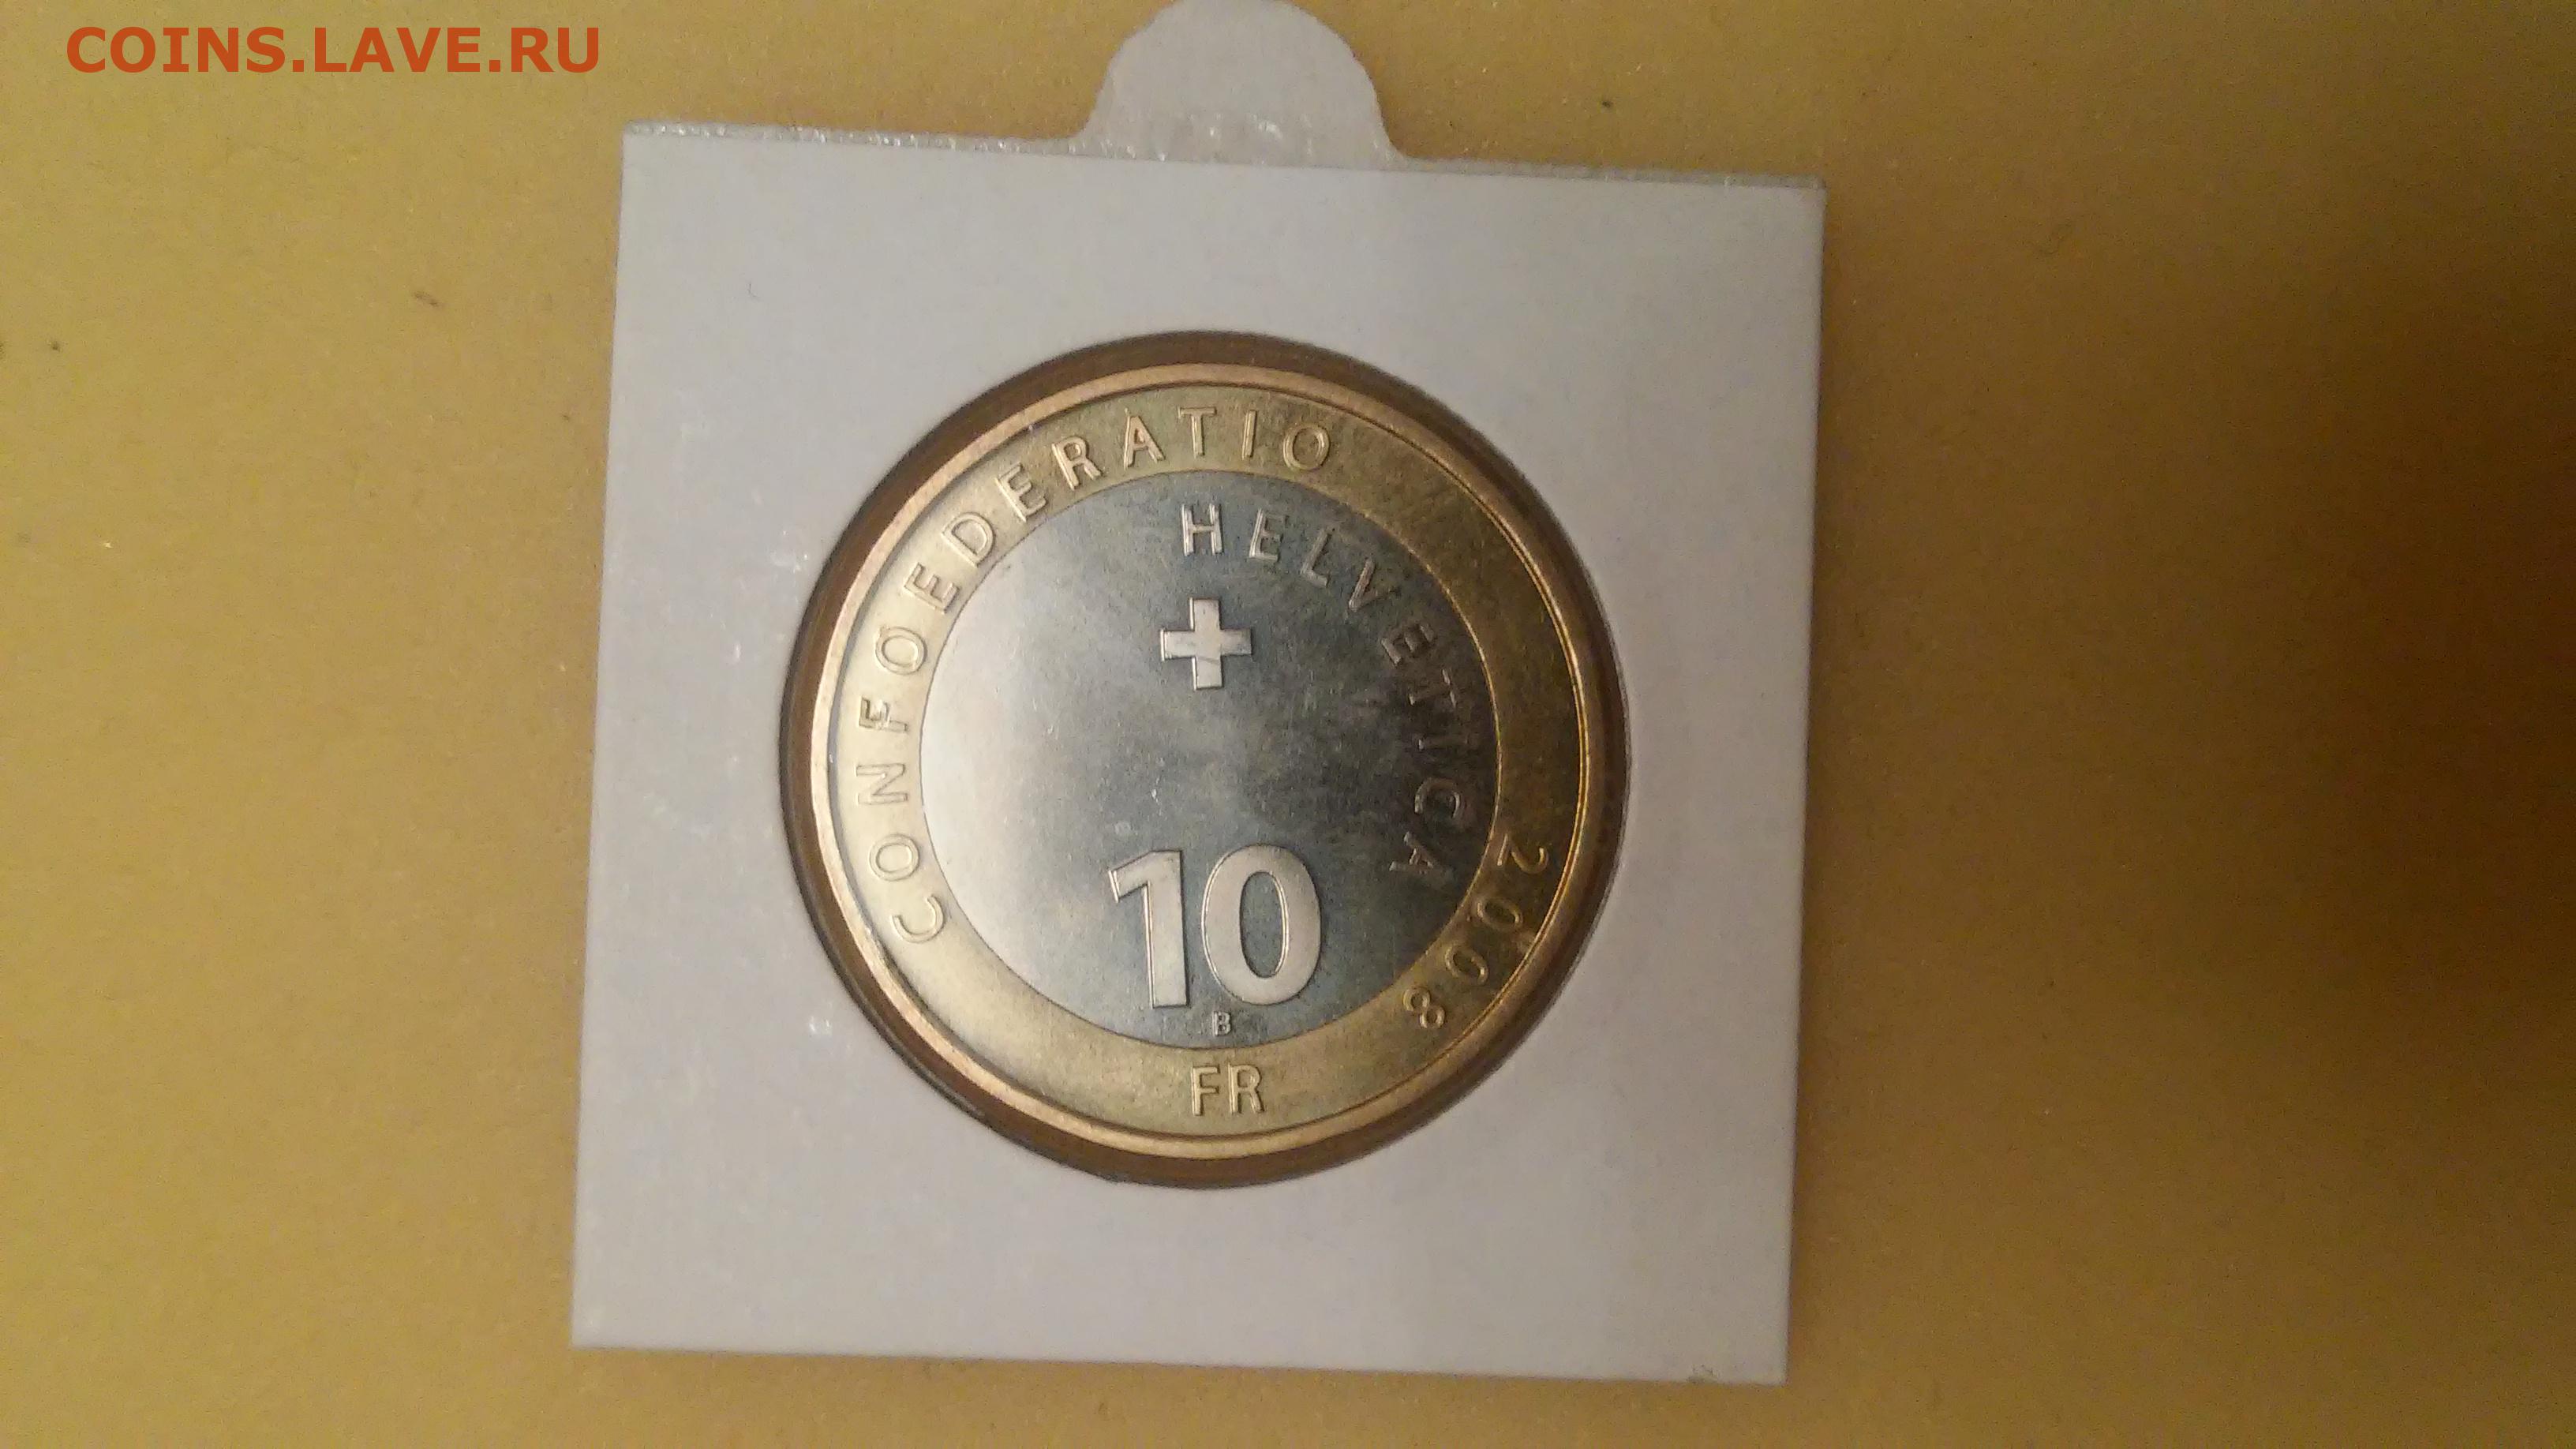 COINS.LAVE.RU
CONFOEDERATIO
HELVETICA
2008
10
B
FR